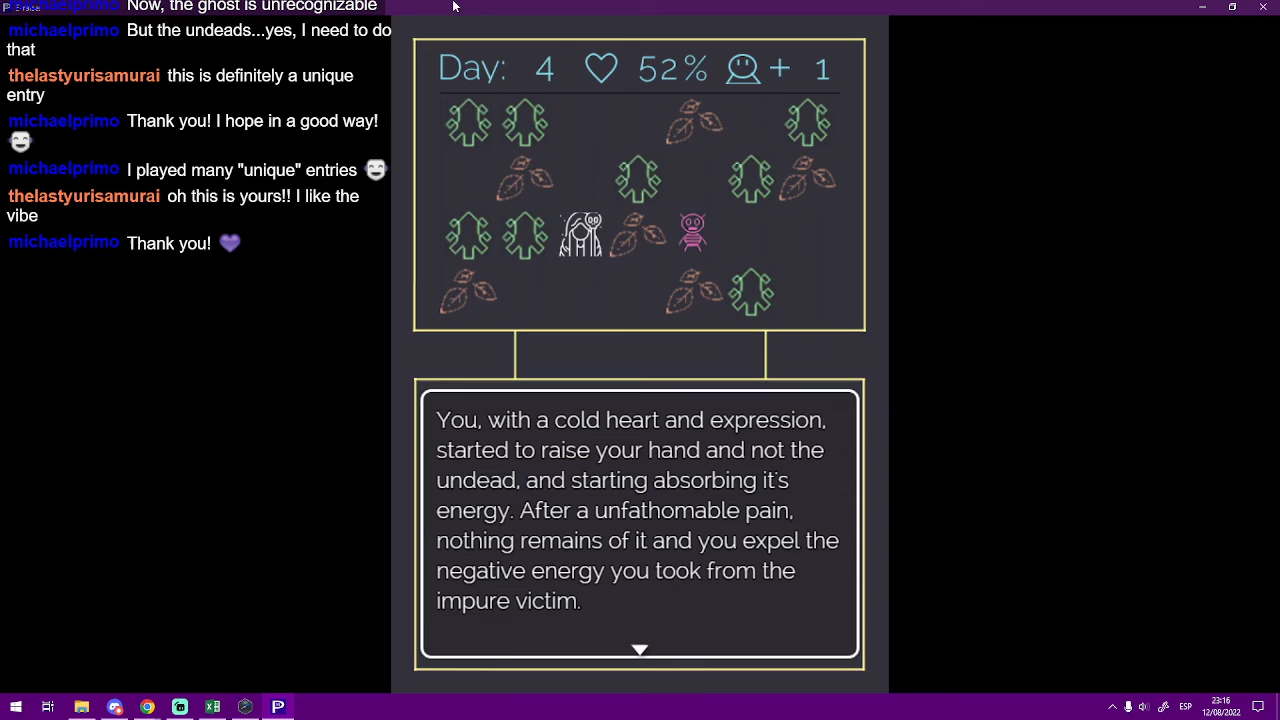 michaelprimo Now, the ghost is unrecognizable
michaelprimo But the undeads...yes, I need to do
that
thelastyurisamurai this is definitely a unique
entry
michaelprimo Thank you! I hope in a good way!
michaelprimo I played many "unique" entries
thelastyurisamurai oh this is yours!! I like the
vibe
michaelprimo Thank you!
Day: 4 52% + 1
You, with a cold heart and expression,
started to raise your hand and not the
undead, and starting absorbing it's
energy. After a unfathomable pain,
nothing remains of it and you expel the
negative energy you took from the
impure victim.
ESP
23:16
12/08/2022